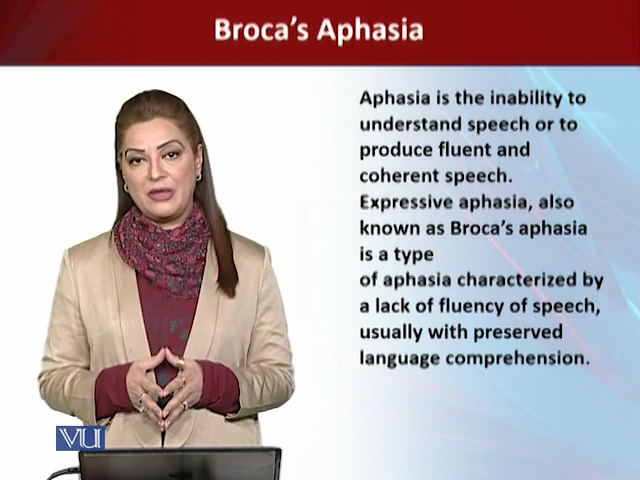 Broca's Aphasia
Aphasia is the inability to
understand speech or to
produce fluent and
coherent speech.
Expressive aphasia, also
known as Broca's aphasia
is a type
of aphasia characterized by
a lack of fluency of speech,
usually with preserved
language comprehension.
VU